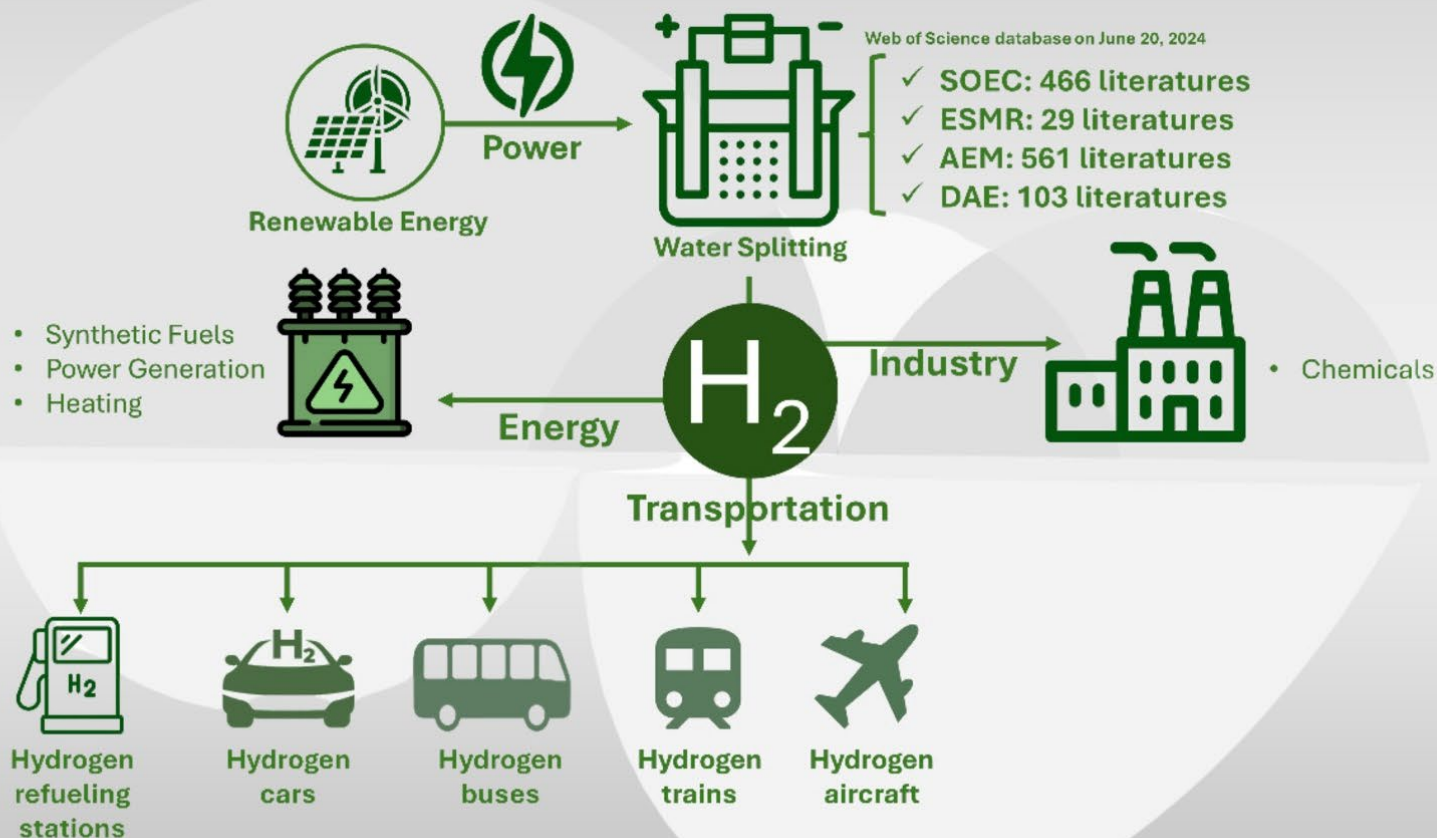 Web of Science database on June 20, 2024
+
−
✓ SOEC: 466 literatures
✓ ESMR: 29 literatures
✓ AEM: 561 literatures
✓ DAE: 103 literatures
Power
Renewable Energy
Water Splitting
• Synthetic Fuels
• Power Generation
• Heating
H2
Industry
• Chemicals
Energy
Transportation
H2
H2
Hydrogen
refueling
stations
Hydrogen
cars
Hydrogen
buses
Hydrogen
trains
Hydrogen
aircraft